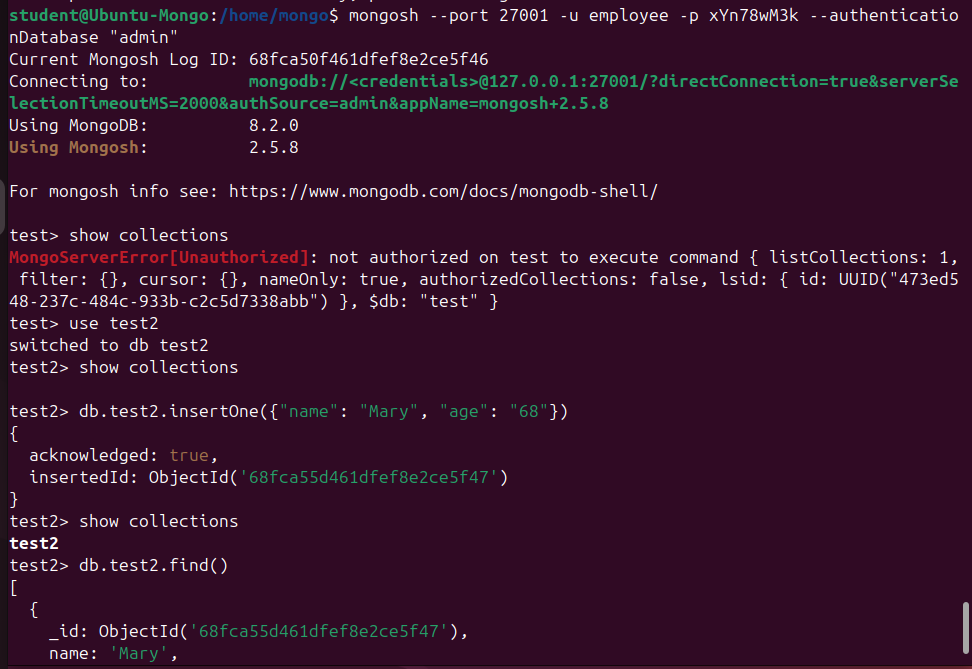 student@Ubuntu-Mongo:/home/mongo$ mongosh --port 27001 -u employee -p xYn78wM3k --authenticatio
nDatabase "admin"
Current Mongosh Log ID: 68fca50f461dfef8e2ce5f46
Connecting to:          mongodb://<credentials>@127.0.0.1:27001/?directConnection=true&serverSe
lectionTimeoutMS=2000&authSource=admin&appName=mongosh+2.5.8
Using MongoDB:          8.2.0
Using Mongosh:          2.5.8
For mongosh info see: https://www.mongodb.com/docs/mongodb-shell/
test> show collections
MongoServerError[Unauthorized]: not authorized on test to execute command { listCollections: 1,
 filter: {}, cursor: {}, nameOnly: true, authorizedCollections: false, lsid: { id: UUID("473ed5
48-237c-484c-933b-c2c5d7338abb") }, $db: "test" }
test> use test2
switched to db test2
test2> show collections
test2> db.test2.insertOne({"name": "Mary", "age": "68"})
{
  acknowledged: true,
  insertedId: ObjectId('68fca55d461dfef8e2ce5f47')
}
test2> show collections
test2
test2> db.test2.find()
[
  {
    _id: ObjectId('68fca55d461dfef8e2ce5f47'),
    name: 'Mary',